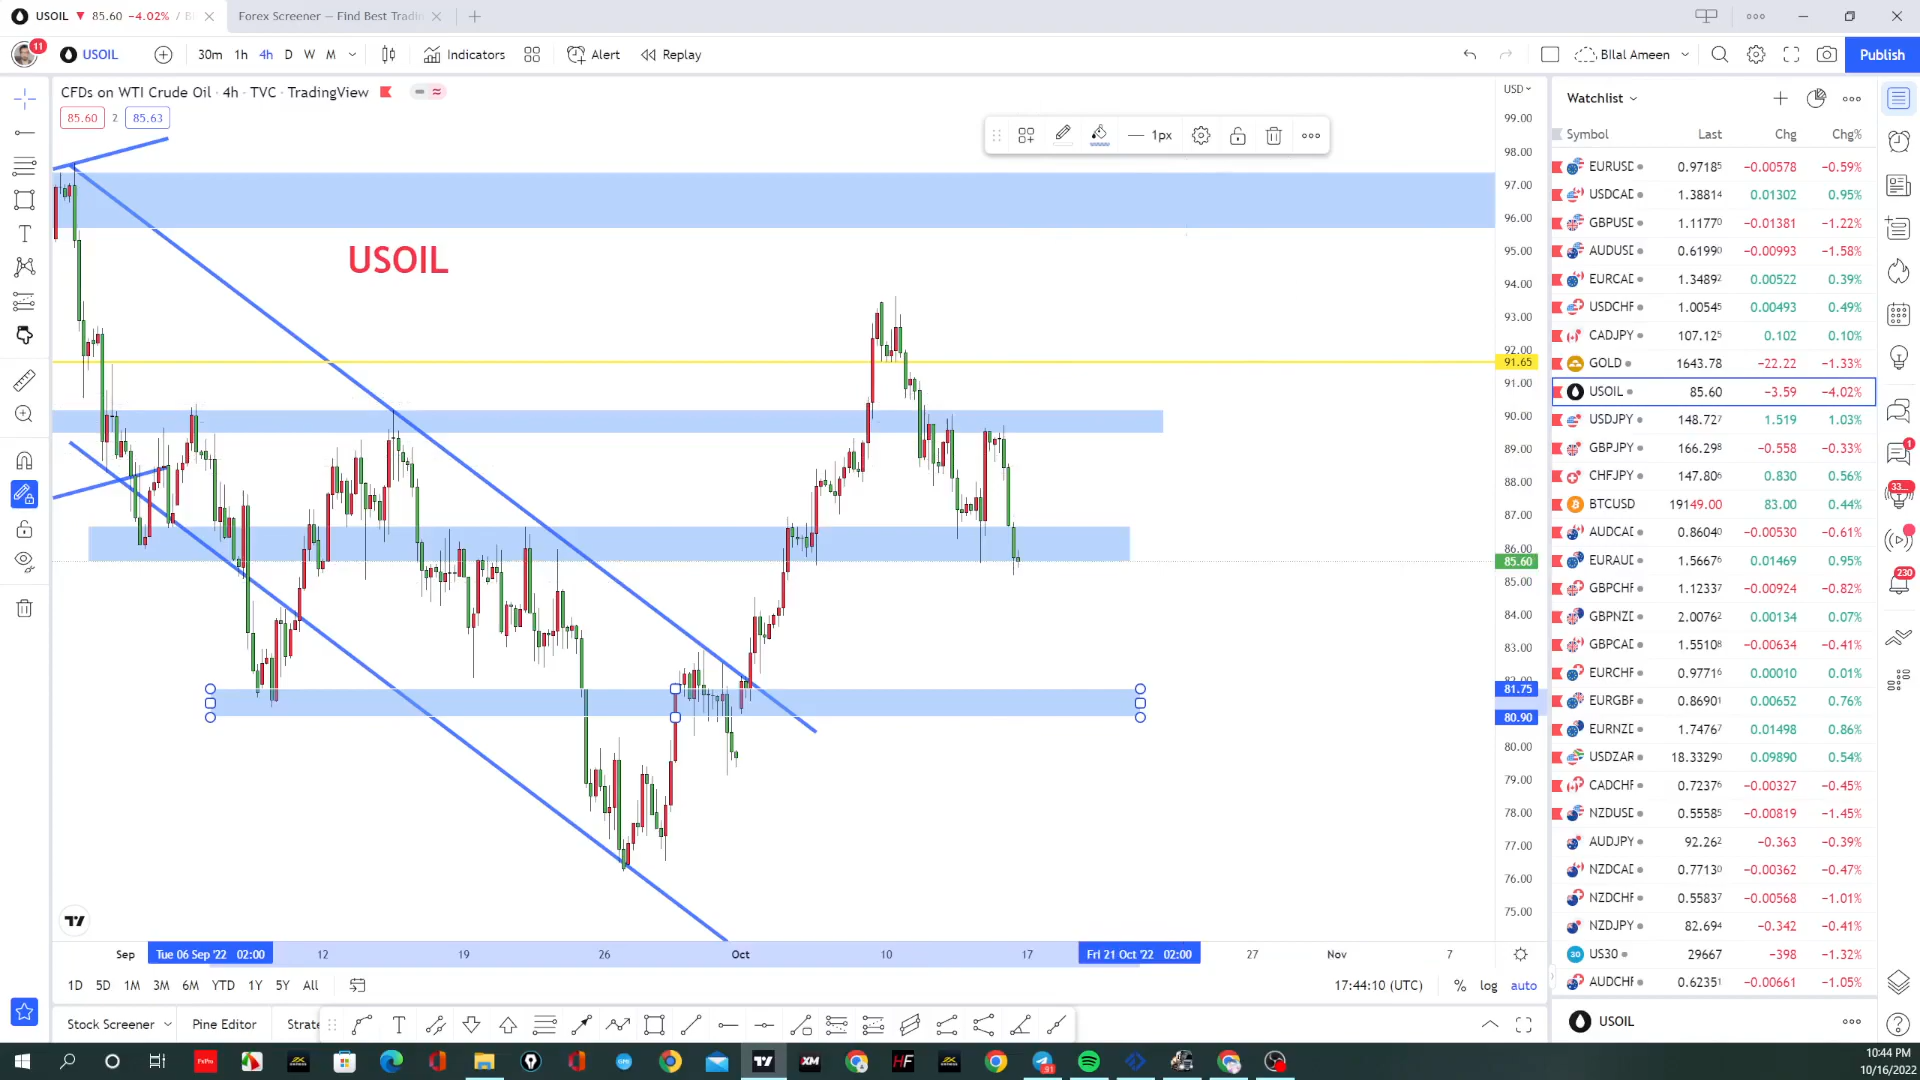 USOIL ▼ 85.60 −4.02% / Bl
Forex Screener — Find Best Tradin
11 USOIL 30m 1h 4h D W M Indicators Alert Replay BIlal Ameen Publish
CFDs on WTI Crude Oil · 4h · TVC · TradingView
85.60 2 85.63
1px
USOIL
USD
99.00
98.00
97.00
96.00
95.00
94.00
93.00
92.00
91.65
91.00
90.00
89.00
88.00
87.00
86.00
85.60
85.00
84.00
83.00
81.75
80.90
80.00
79.00
78.00
77.00
76.00
75.00
Sep Tue 06 Sep '22 02:00 12 19 26 Oct 10 17 Fri 21 Oct '22 02:00 27 Nov 7
1D 5D 1M 3M 6M YTD 1Y 5Y All 17:44:10 (UTC) % log auto
Stock Screener Pine Editor Strate
Watchlist
Symbol Last Chg Chg%
EURUSD 0.97185 −0.00578 −0.59%
USDCAD 1.38814 0.01302 0.95%
GBPUSD 1.11770 −0.01381 −1.22%
AUDUSD 0.61990 −0.00993 −1.58%
EURCAD 1.34892 0.00522 0.39%
USDCHF 1.00545 0.00493 0.49%
CADJPY 107.125 0.102 0.10%
GOLD 1643.78 −22.22 −1.33%
USOIL 85.60 −3.59 −4.02%
USDJPY 148.727 1.519 1.03%
GBPJPY 166.298 −0.558 −0.33%
CHFJPY 147.806 0.830 0.56%
BTCUSD 19149.00 83.00 0.44%
AUDCAD 0.86040 −0.00530 −0.61%
EURAUD 1.56676 0.01469 0.95%
GBPCHF 1.12337 −0.00924 −0.82%
GBPNZD 2.00762 0.00134 0.07%
GBPCAD 1.55108 −0.00634 −0.41%
EURCHF 0.97716 0.00010 0.01%
EURGBP 0.86901 0.00652 0.76%
EURNZD 1.74767 0.01498 0.86%
USDZAR 18.33290 0.09890 0.54%
CADCHF 0.72376 −0.00327 −0.45%
NZDUSD 0.55585 −0.00819 −1.45%
AUDJPY 92.262 −0.363 −0.39%
NZDCAD 0.77130 −0.00362 −0.47%
NZDCHF 0.55837 −0.00568 −1.01%
NZDJPY 82.694 −0.342 −0.41%
30 US30 29667 −398 −1.32%
AUDCHF 0.62351 −0.00661 −1.05%
USOIL
1
33...
230
FxPro XM HF
10:44 PM
10/16/2022